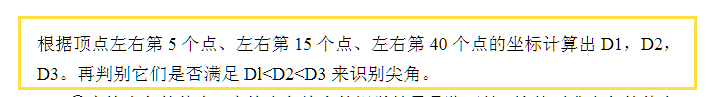 根据顶点左右第 5 个点、左右第 15 个点、左右第 40 个点的坐标计算出 D1，D2，
D3。再判别它们是否满足 Dl<D2<D3 来识别尖角。